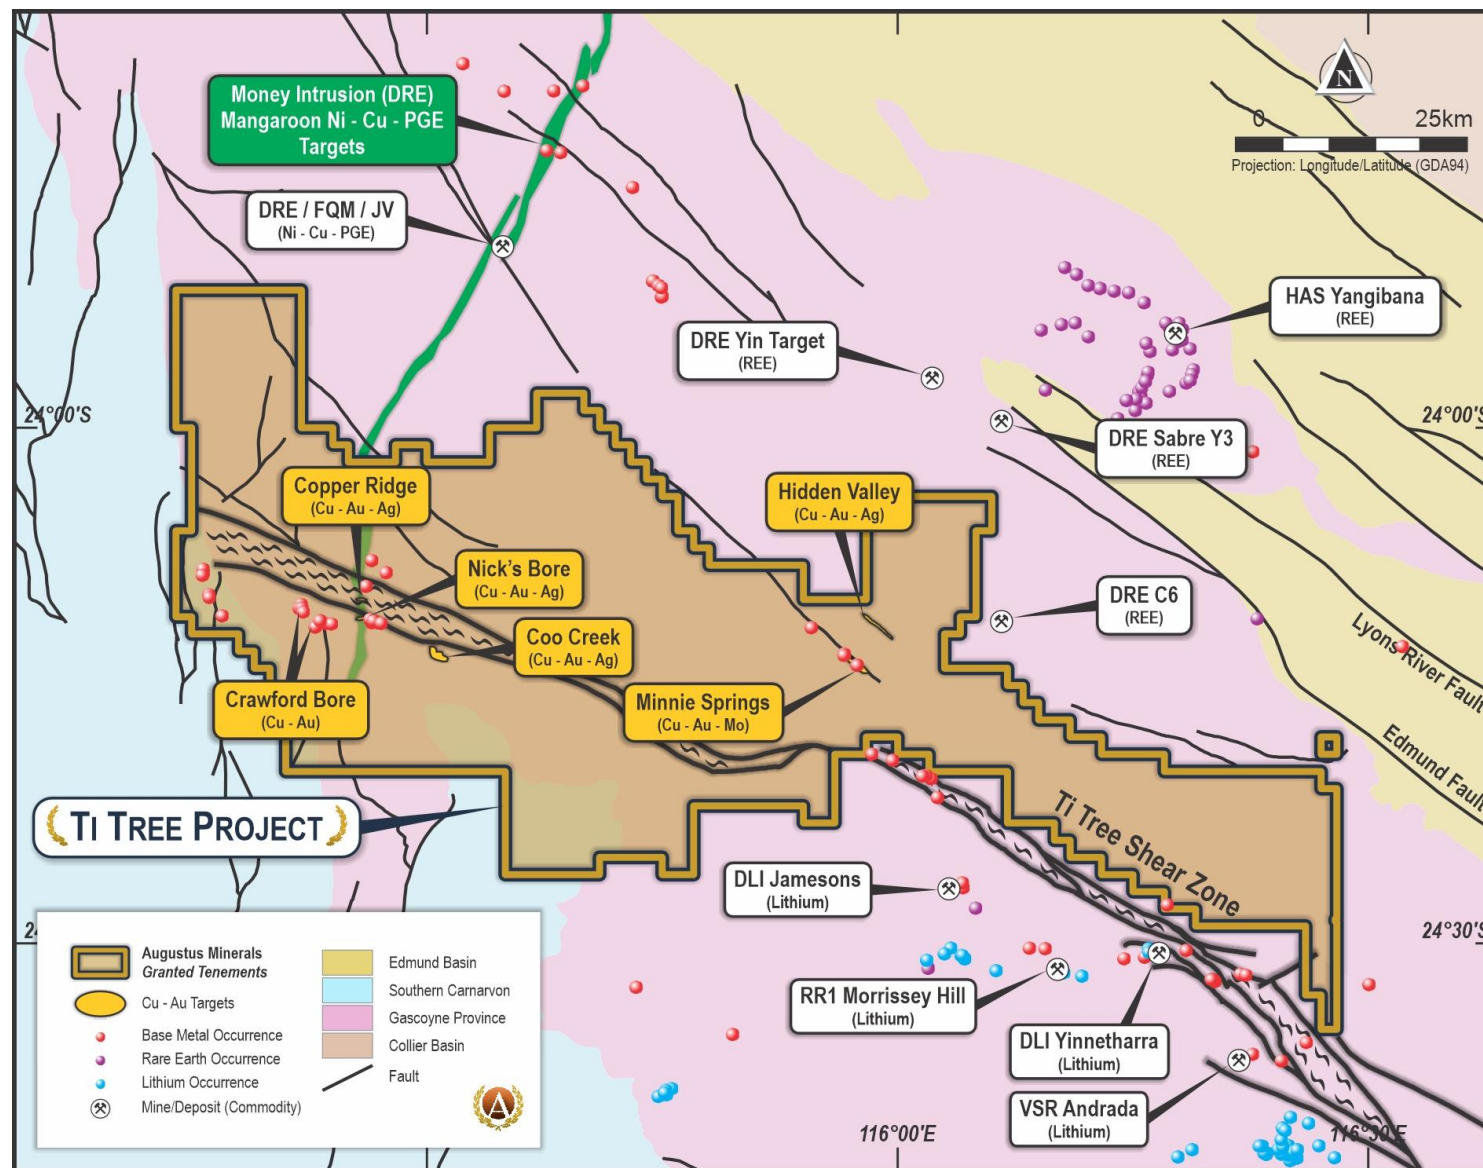 Money Intrusion (DRE)
Mangaroon Ni - Cu - PGE
Targets
N
0
25km
Projection: Longitude/Latitude (GDA94)
DRE / FQM / JV
(Ni - Cu - PGE)
HAS Yangibana
(REE)
DRE Yin Target
(REE)
24°00'S
24°00'S
DRE Sabre Y3
(REE)
Copper Ridge
(Cu - Au - Ag)
Hidden Valley
(Cu - Au - Ag)
Nick's Bore
(Cu - Au - Ag)
DRE C6
(REE)
Coo Creek
(Cu - Au - Ag)
Lyons River Fault
Crawford Bore
(Cu - Au)
Minnie Springs
(Cu - Au - Mo)
Edmund Fault
TI TREE PROJECT
Ti Tree Shear Zone
DLI Jamesons
(Lithium)
24°30'S
RR1 Morrissey Hill
(Lithium)
DLI Yinnetharra
(Lithium)
VSR Andrada
(Lithium)
116°00'E
116°30'E
Augustus Minerals
Granted Tenements
Cu - Au Targets
Base Metal Occurrence
Rare Earth Occurrence
Lithium Occurrence
Mine/Deposit (Commodity)
Edmund Basin
Southern Carnarvon
Gascoyne Province
Collier Basin
Fault
A